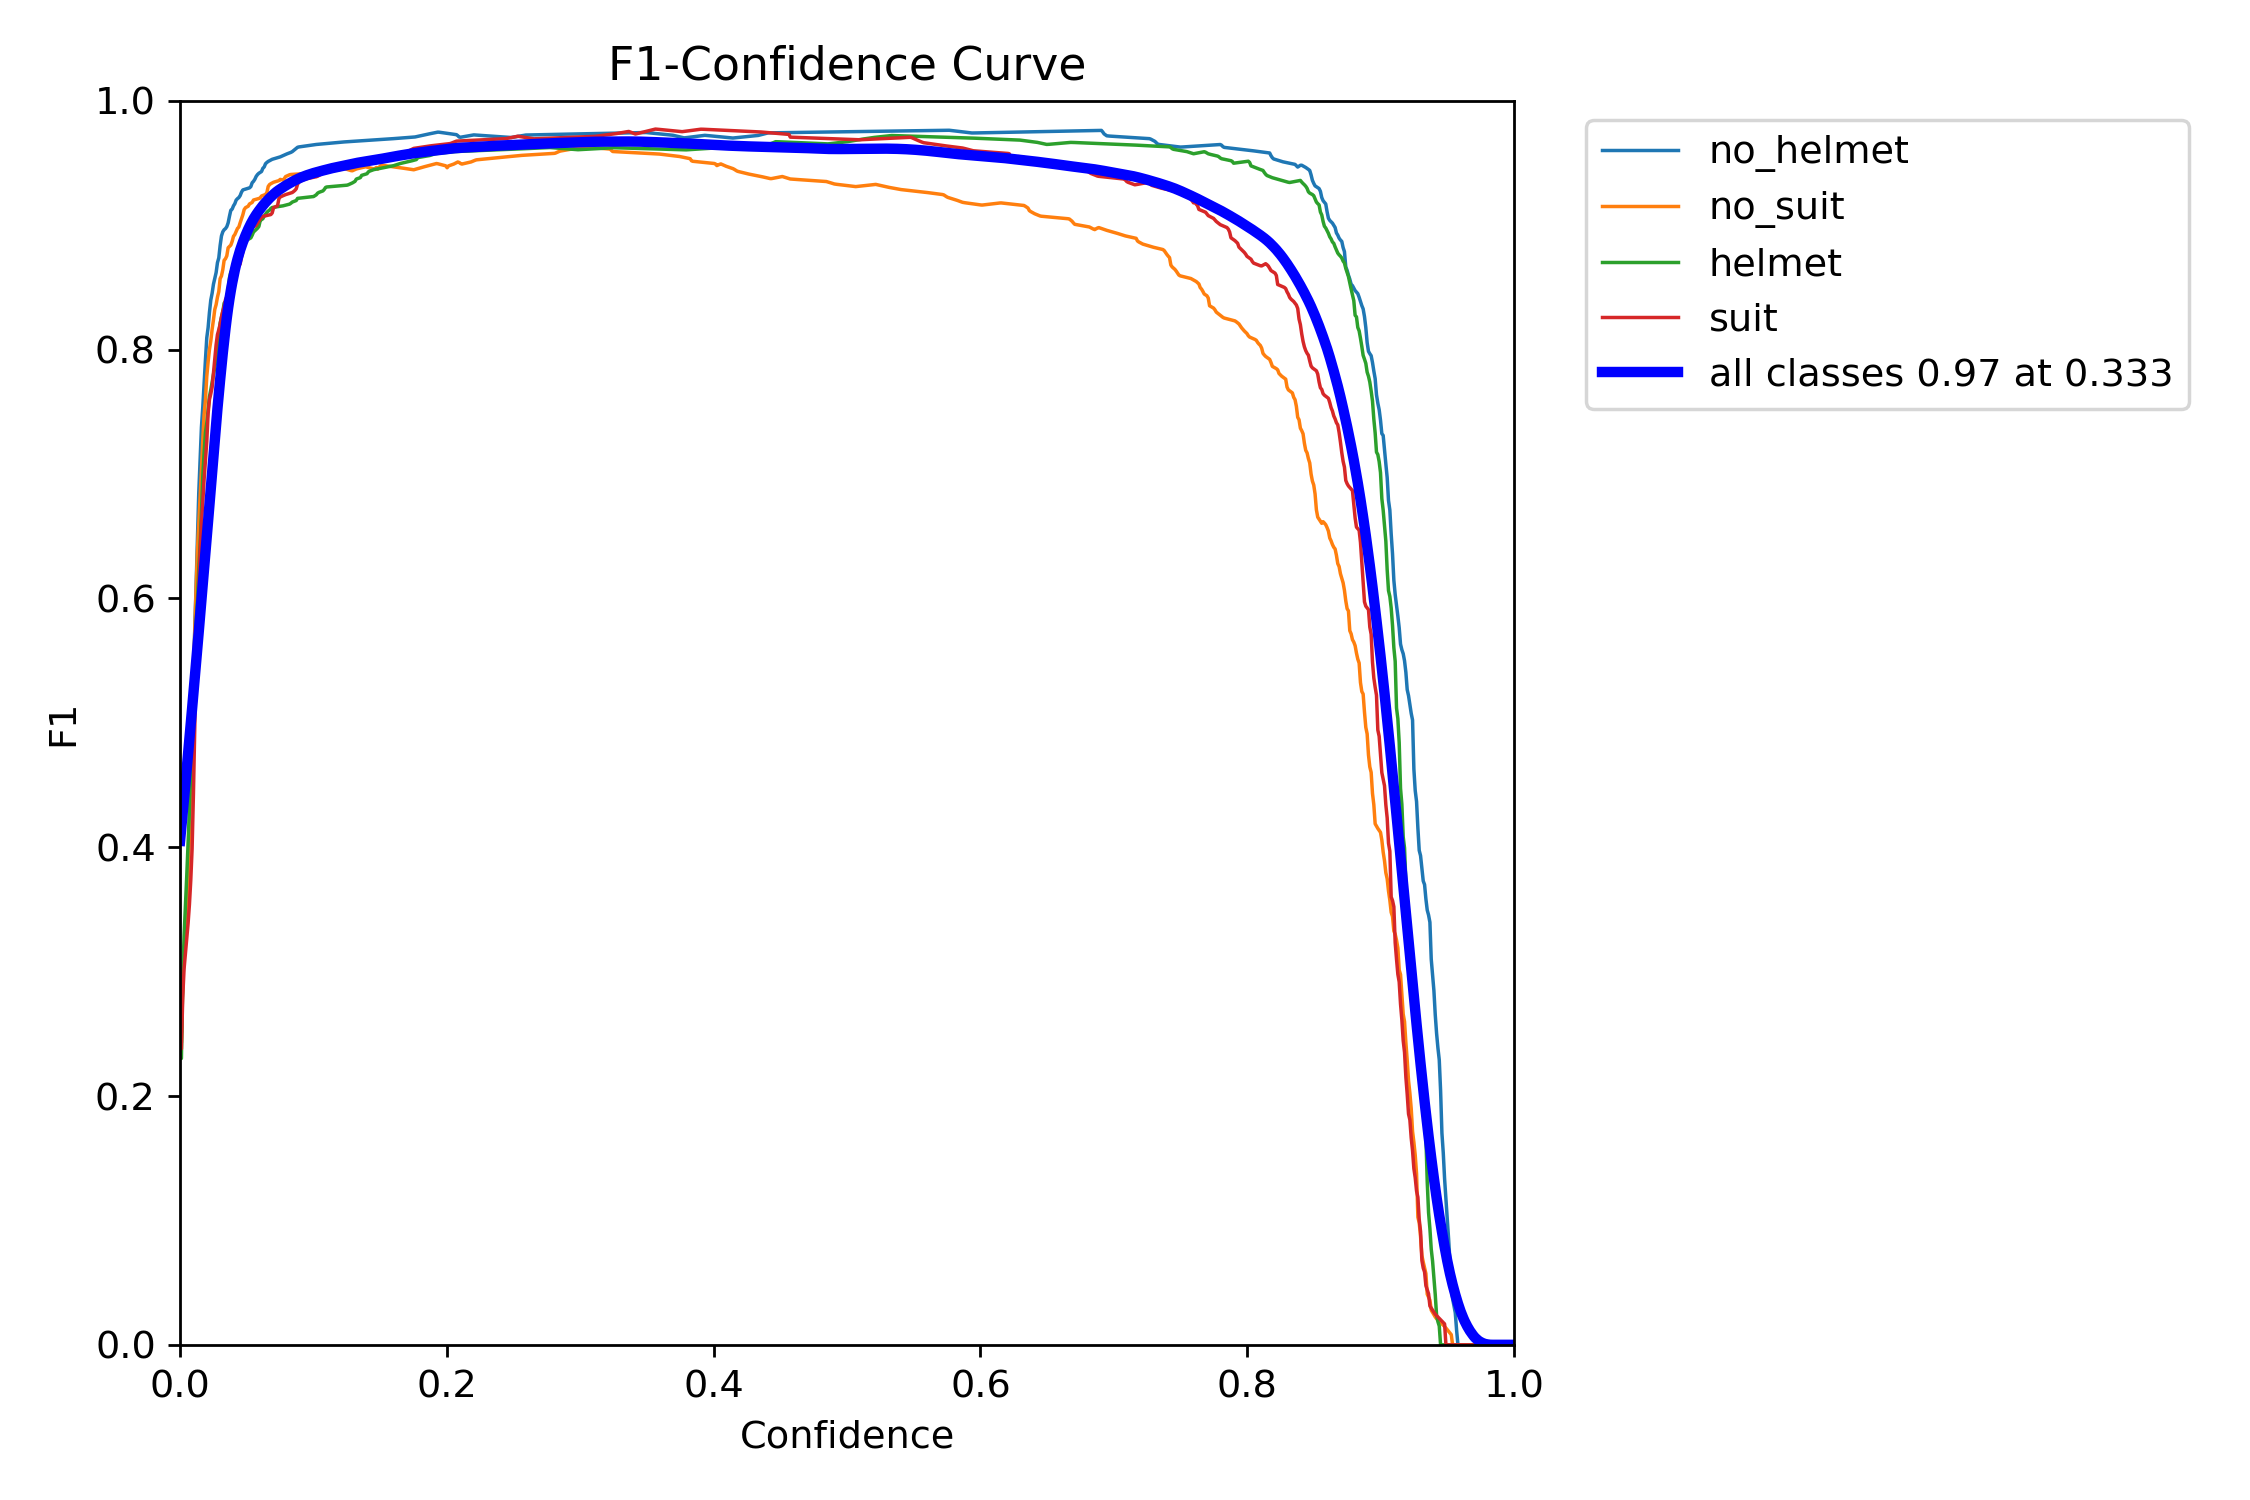 F1-Confidence Curve
1.0
0.8
0.6
0.4
0.2
0.0
F1
0.0 0.2 0.4 0.6 0.8 1.0
Confidence
no_helmet
no_suit
helmet
suit
all classes 0.97 at 0.333